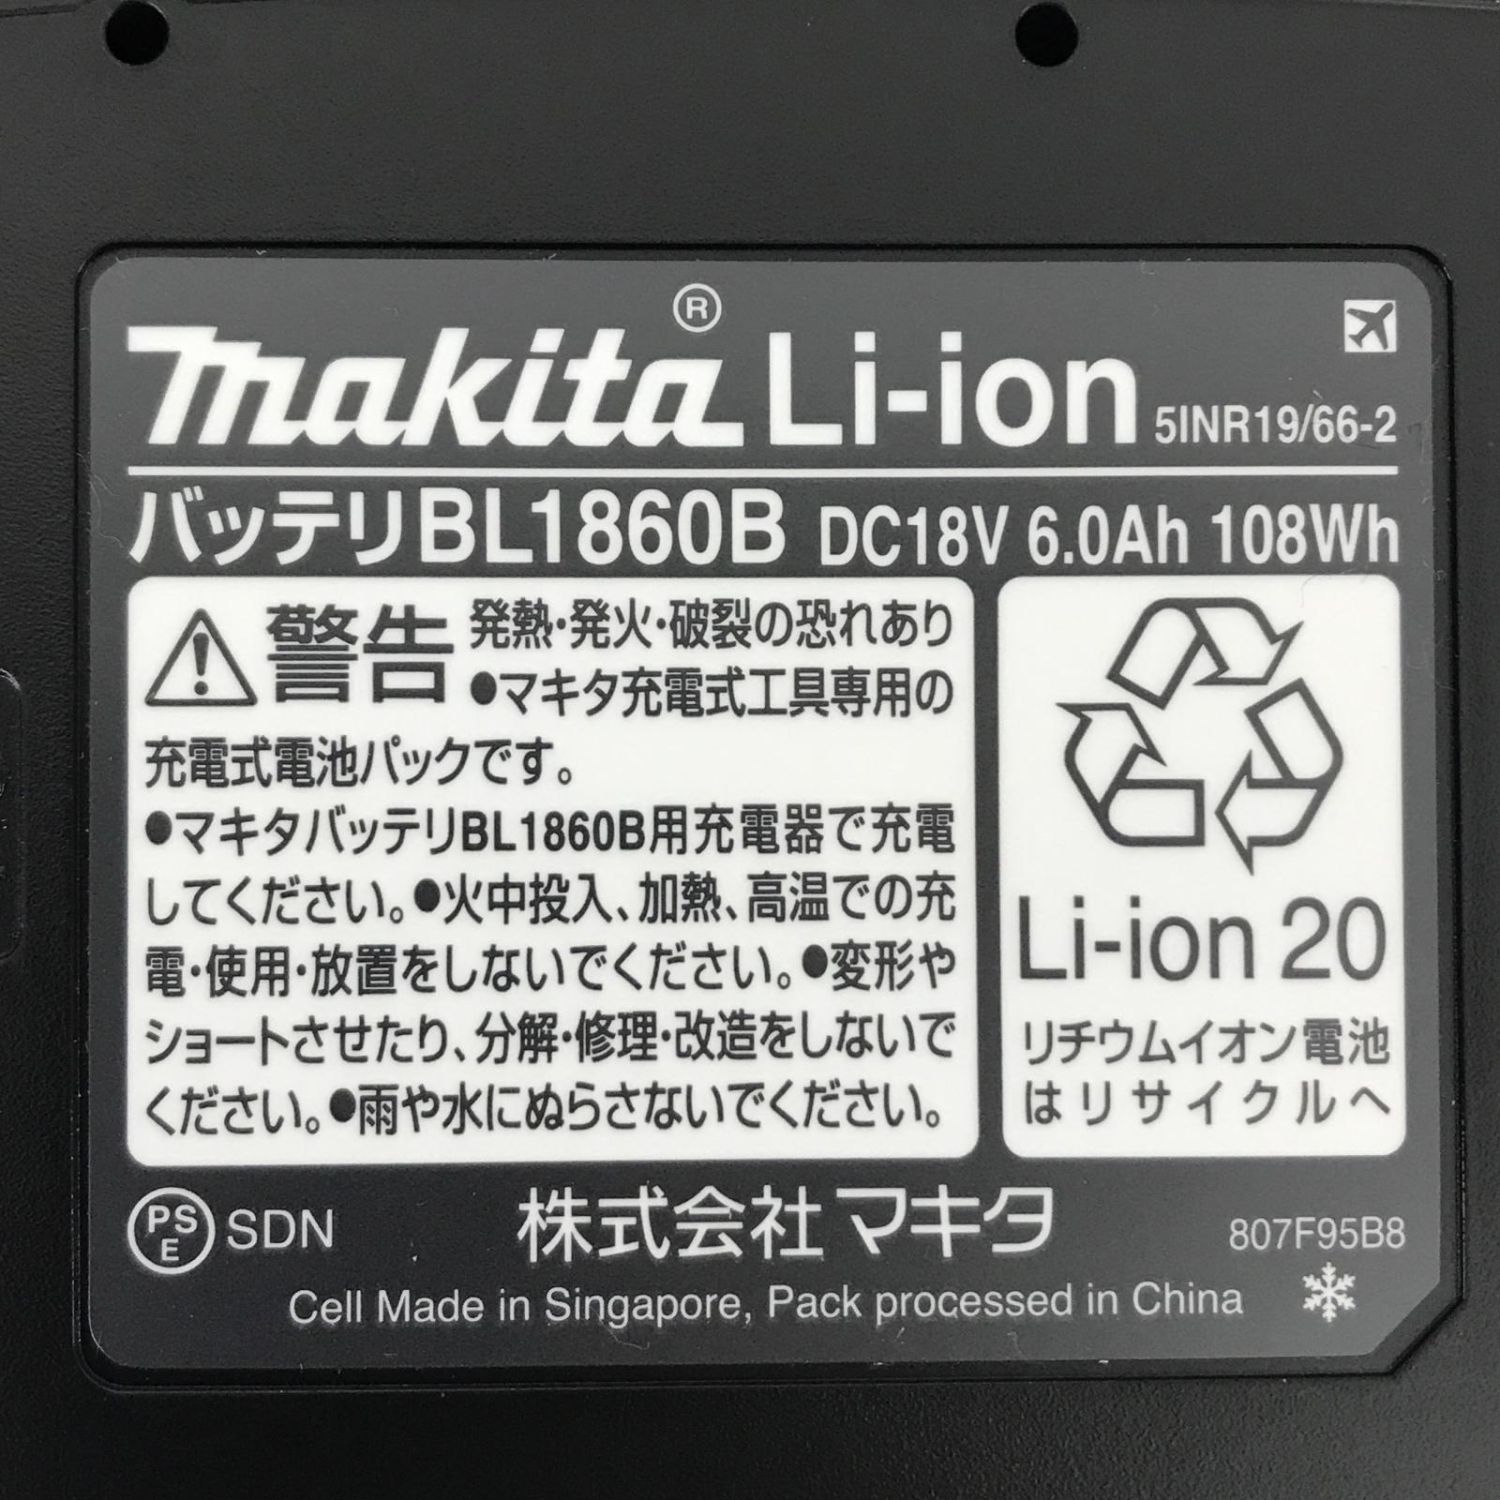 makita® Li-ion 5INR19/66-2
バッテリBL1860B DC18V 6.0Ah 108Wh
警告 発熱・発火・破裂の恐れあり
●マキタ充電式工具専用の
充電式電池パックです。
●マキタバッテリBL1860B用充電器で充電
してください。●火中投入、加熱、高温での充
電・使用・放置をしないでください。●変形や
ショートさせたり、分解・修理・改造をしないで
ください。●雨や水にぬらさないでください。
Li-ion 20
リチウムイオン電池
はリサイクルへ
PS
E
SDN
株式会社マキタ
807F95B8
Cell Made in Singapore, Pack processed in China